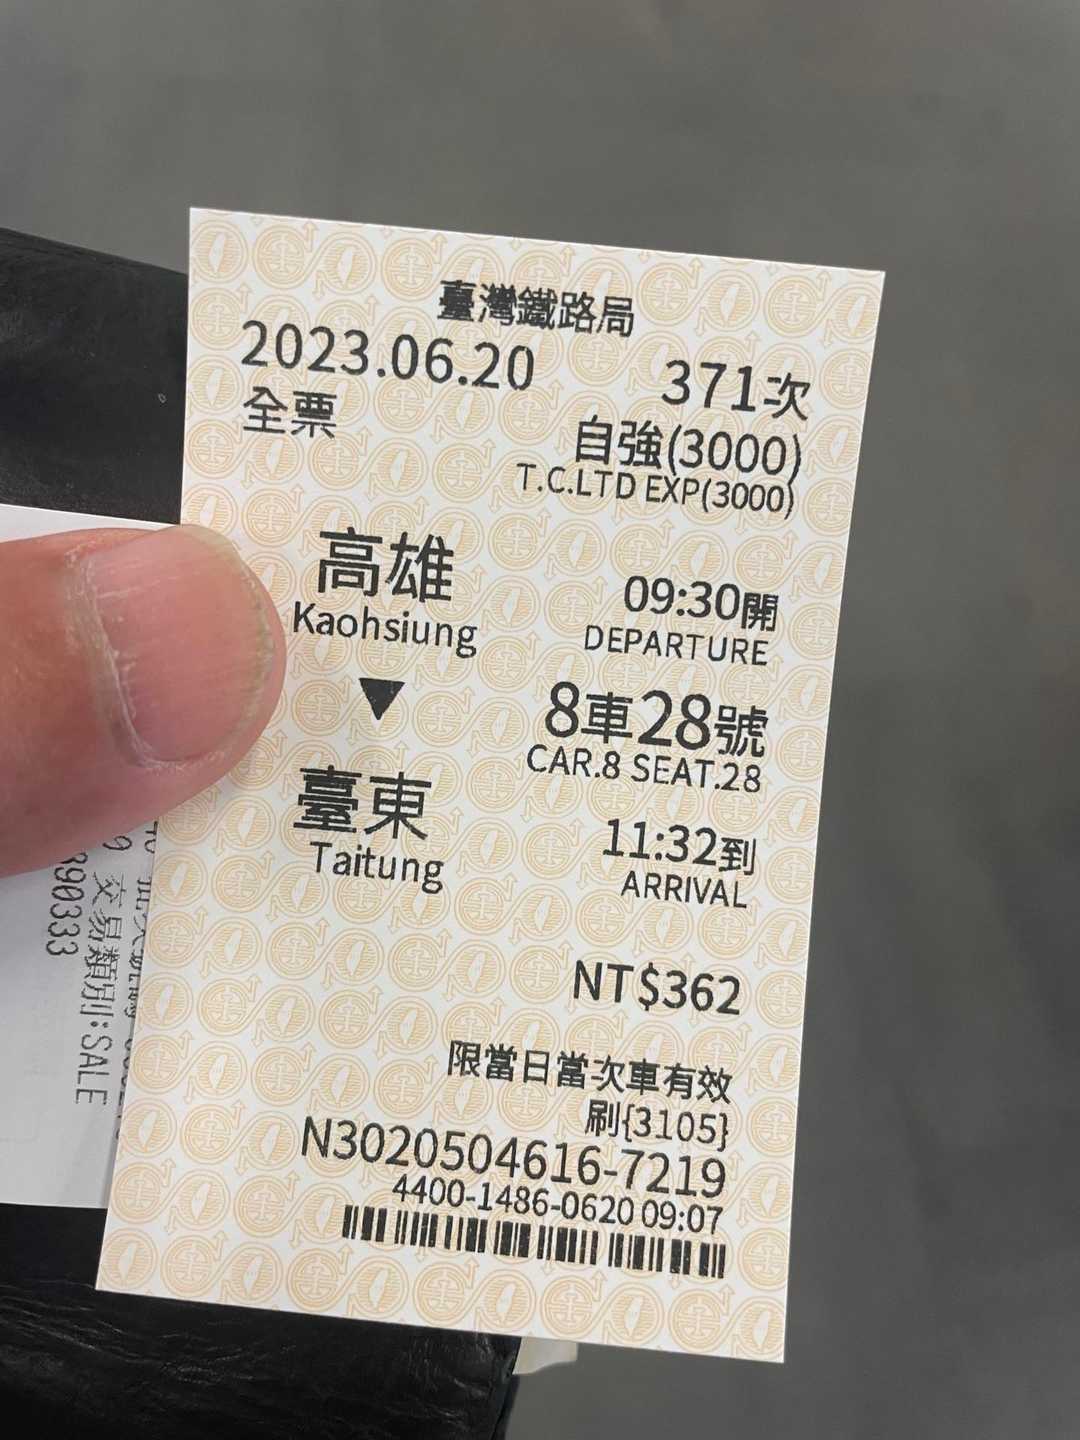 臺灣鐵路局
2023.06.20
371次
全票
自強(3000)
T.C.LTD EXP(3000)
高雄
09:30開
Kaohsiung
DEPARTURE
8車28號
CAR.8 SEAT.28
臺東
11:32到
Taitung
ARRIVAL
NT$362
限當日當次車有效
刷{3105}
N3020504616-7219
4400-1486-0620 09:07
交易類別:SALE
390333